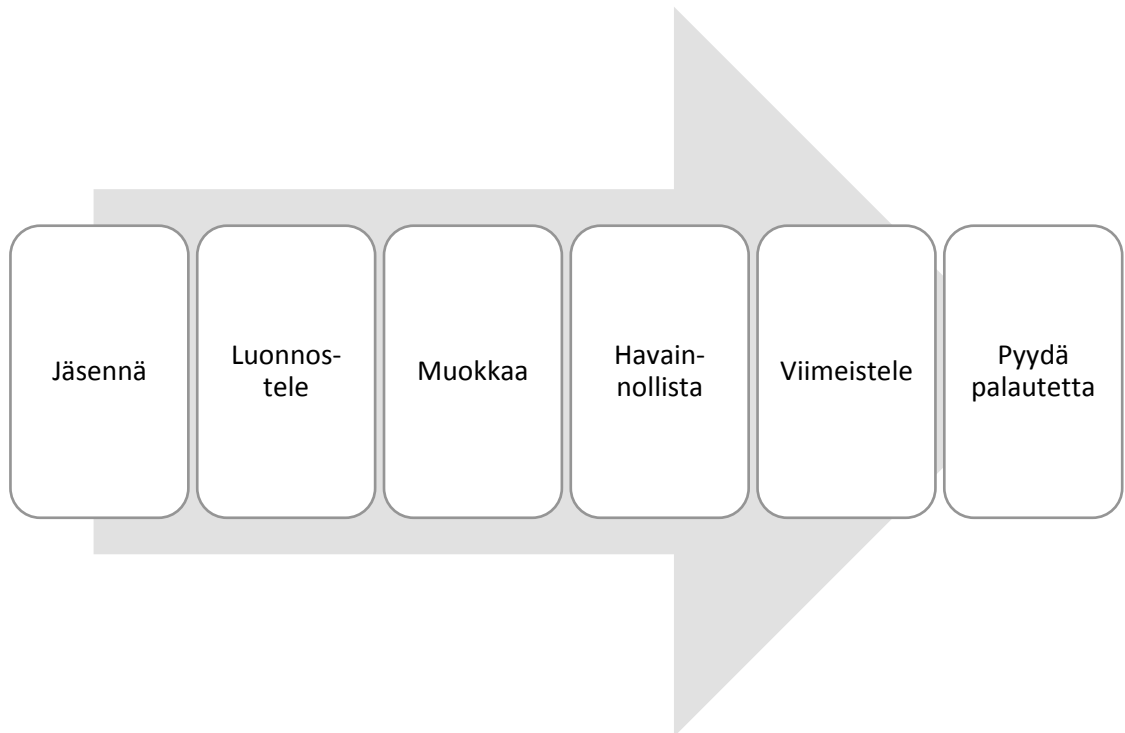 Jäsennä
Luonnos-
tele
Muokkaa
Havain-
nollista
Viimeistele
Pyydä
palautetta